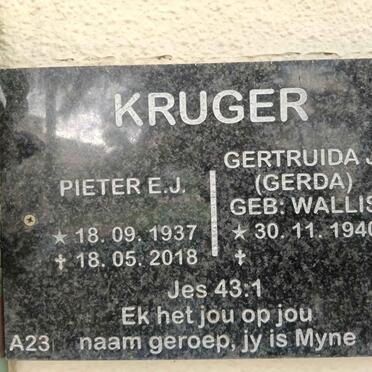 KRUGER
PIETER E.J.
★ 18. 09. 1937
✝ 18. 05. 2018
GERTRUIDA J
(GERDA)
GEB: WALLIS
★ 30. 11. 1940
✝
Jes 43:1
Ek het jou op jou
naam geroep, jy is Myne
A23